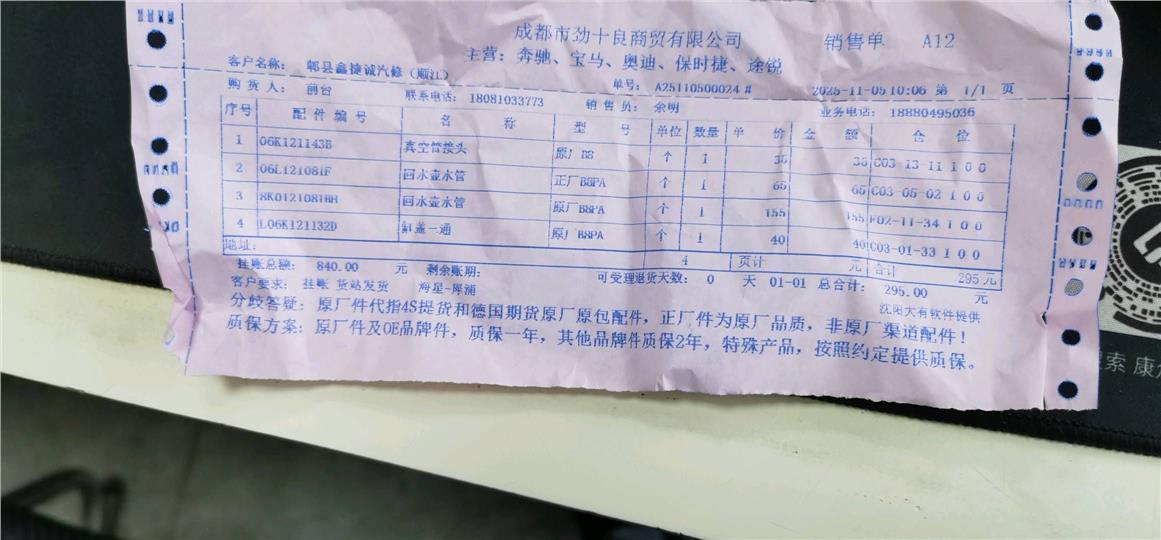 成都市劲十良商贸有限公司 销售单 A12
主营：奔驰、宝马、奥迪、保时捷、途锐
客户名称： 郫县鑫捷诚汽修（顺江） 单号： A25110500024 # 2025-11-05 10:06 第 1/1 页
购货人： 前台 联系电话： 18081033773 销售员： 余明 业务电话： 18880495036
序号 配件编号 名称 型号 单位 数量 单价 金额 仓位
1 06K121143B 真空管接头 原厂B8 个 1 35 35 C03-13-11 1 0 0
2 06L121081F 回水壶水管 正厂B8PA 个 1 65 65 C03-05-02 1 0 0
3 8K0121081BH 回水壶水管 原厂B8PA 个 1 155 155 F02-11-34 1 0 0
4 L06K121132D 缸盖一通 原厂B8PA 个 1 40 40 C03-01-33 1 0 0
地址： 4 页计 元 合计 295 元
挂账总额： 840.00 元 剩余账期： 可受理退货天数： 0 天 01-01 总合计： 295.00 元
客户要求： 挂账 货站发货 海星-库浦 沈阳大有软件提供
分歧答疑：原厂件代指4S提货和德国期货原厂原包配件，正厂件为原厂品质，非原厂渠道配件！
质保方案：原厂件及OE品牌件，质保一年，其他品牌件质保2年，特殊产品，按照约定提供质保。
搜索 康